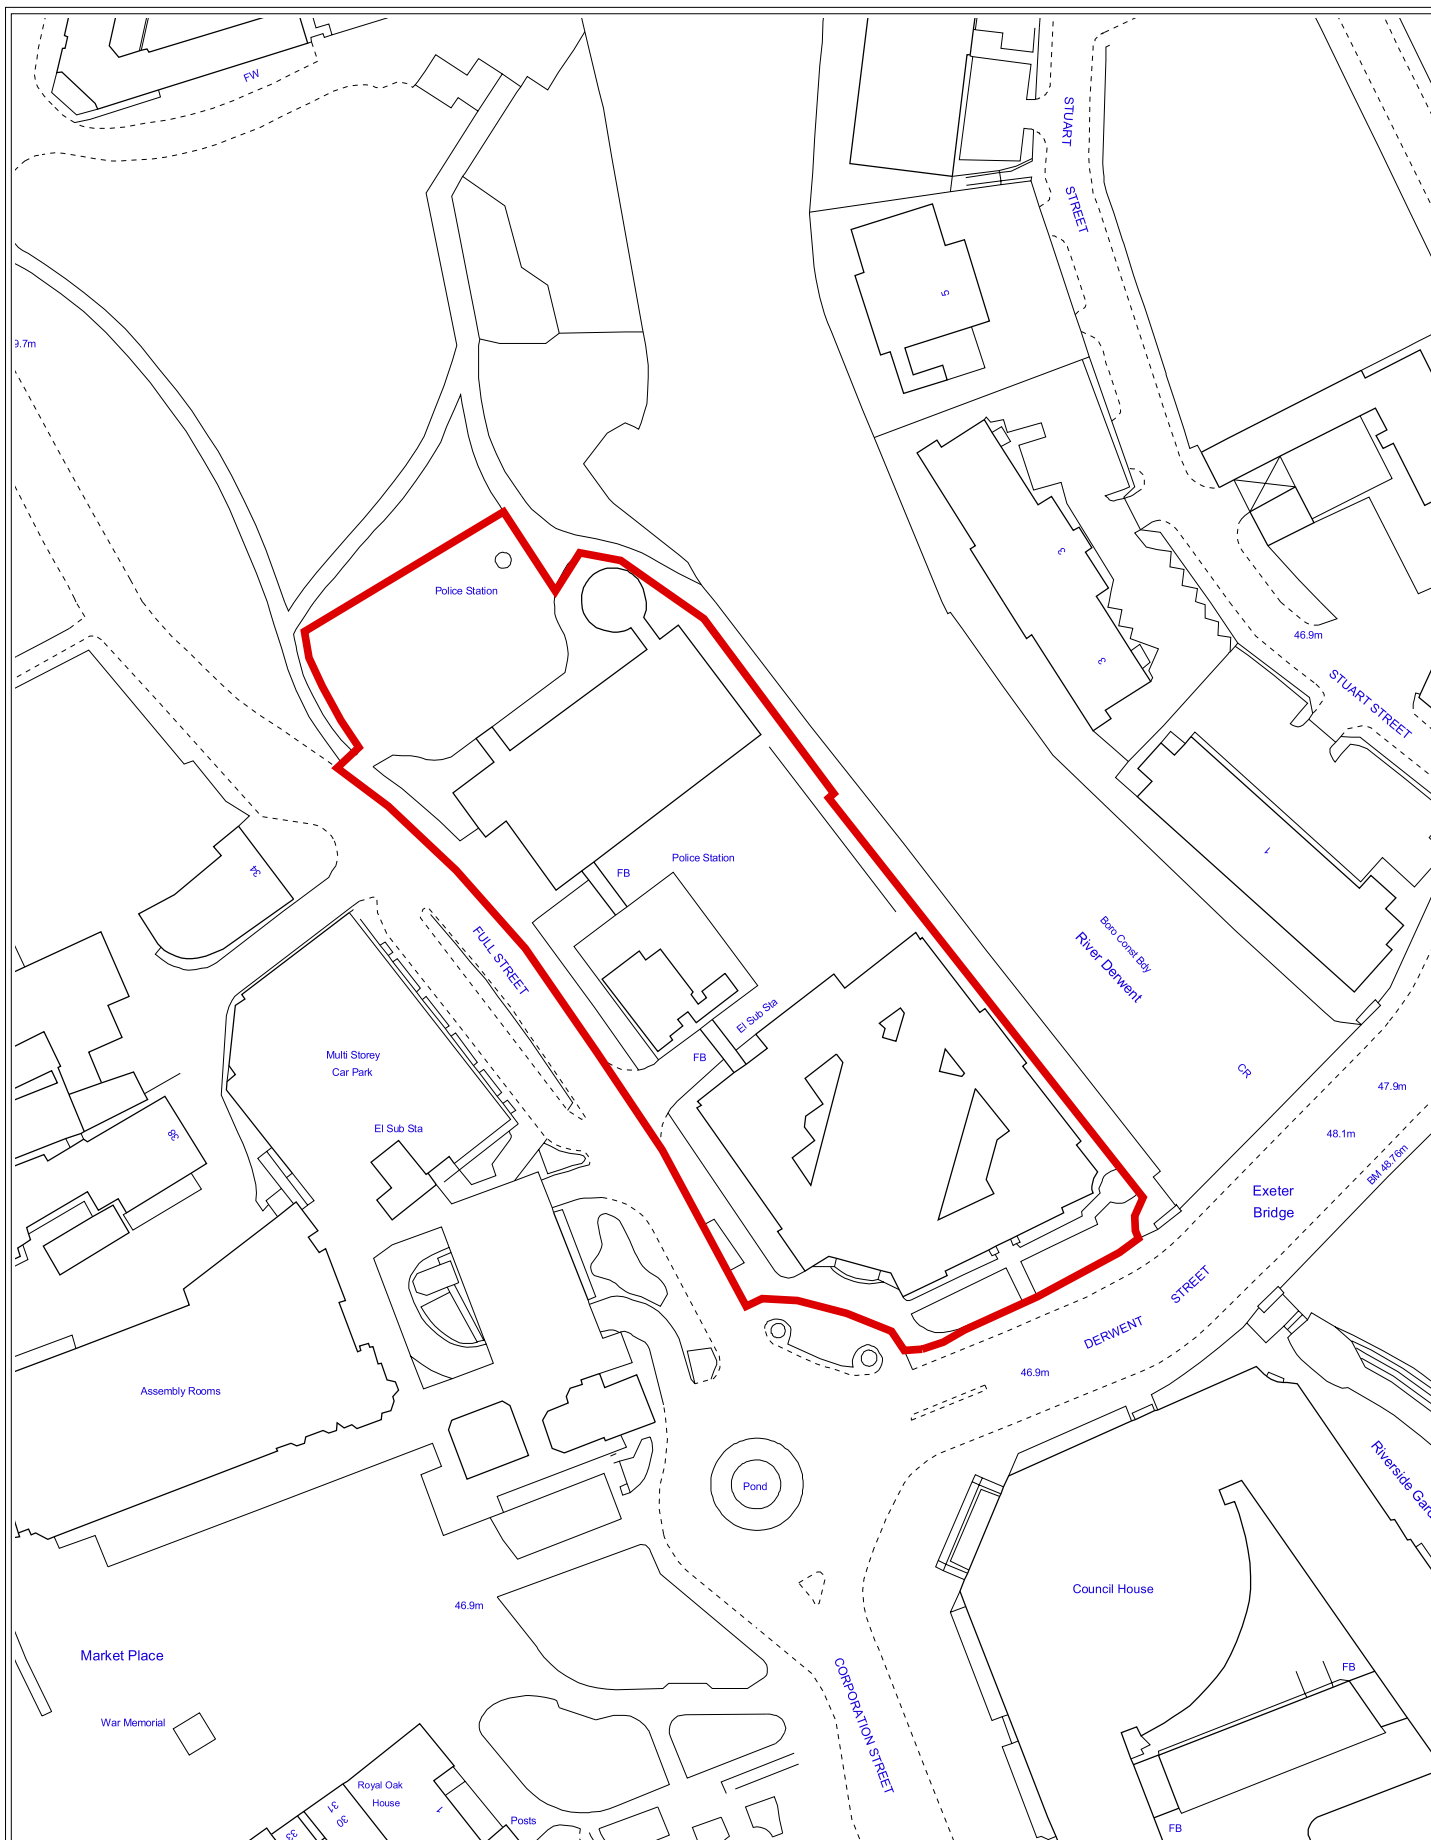 FW
STUART
STREET
5
9.7m
Police Station
3
3
46.9m
STUART STREET
1
34
Police Station
FB
FULL STREET
Boro Const Bdy
River Derwent
El Sub Sta
FB
Multi Storey
Car Park
El Sub Sta
38
CR
47.9m
48.1m
BM 48.76m
Exeter
Bridge
DERWENT
STREET
46.9m
Assembly Rooms
Pond
Council House
46.9m
Market Place
War Memorial
CORPORATION STREET
FB
Royal Oak
House
31
30
33
1
Posts
FB
Riverside